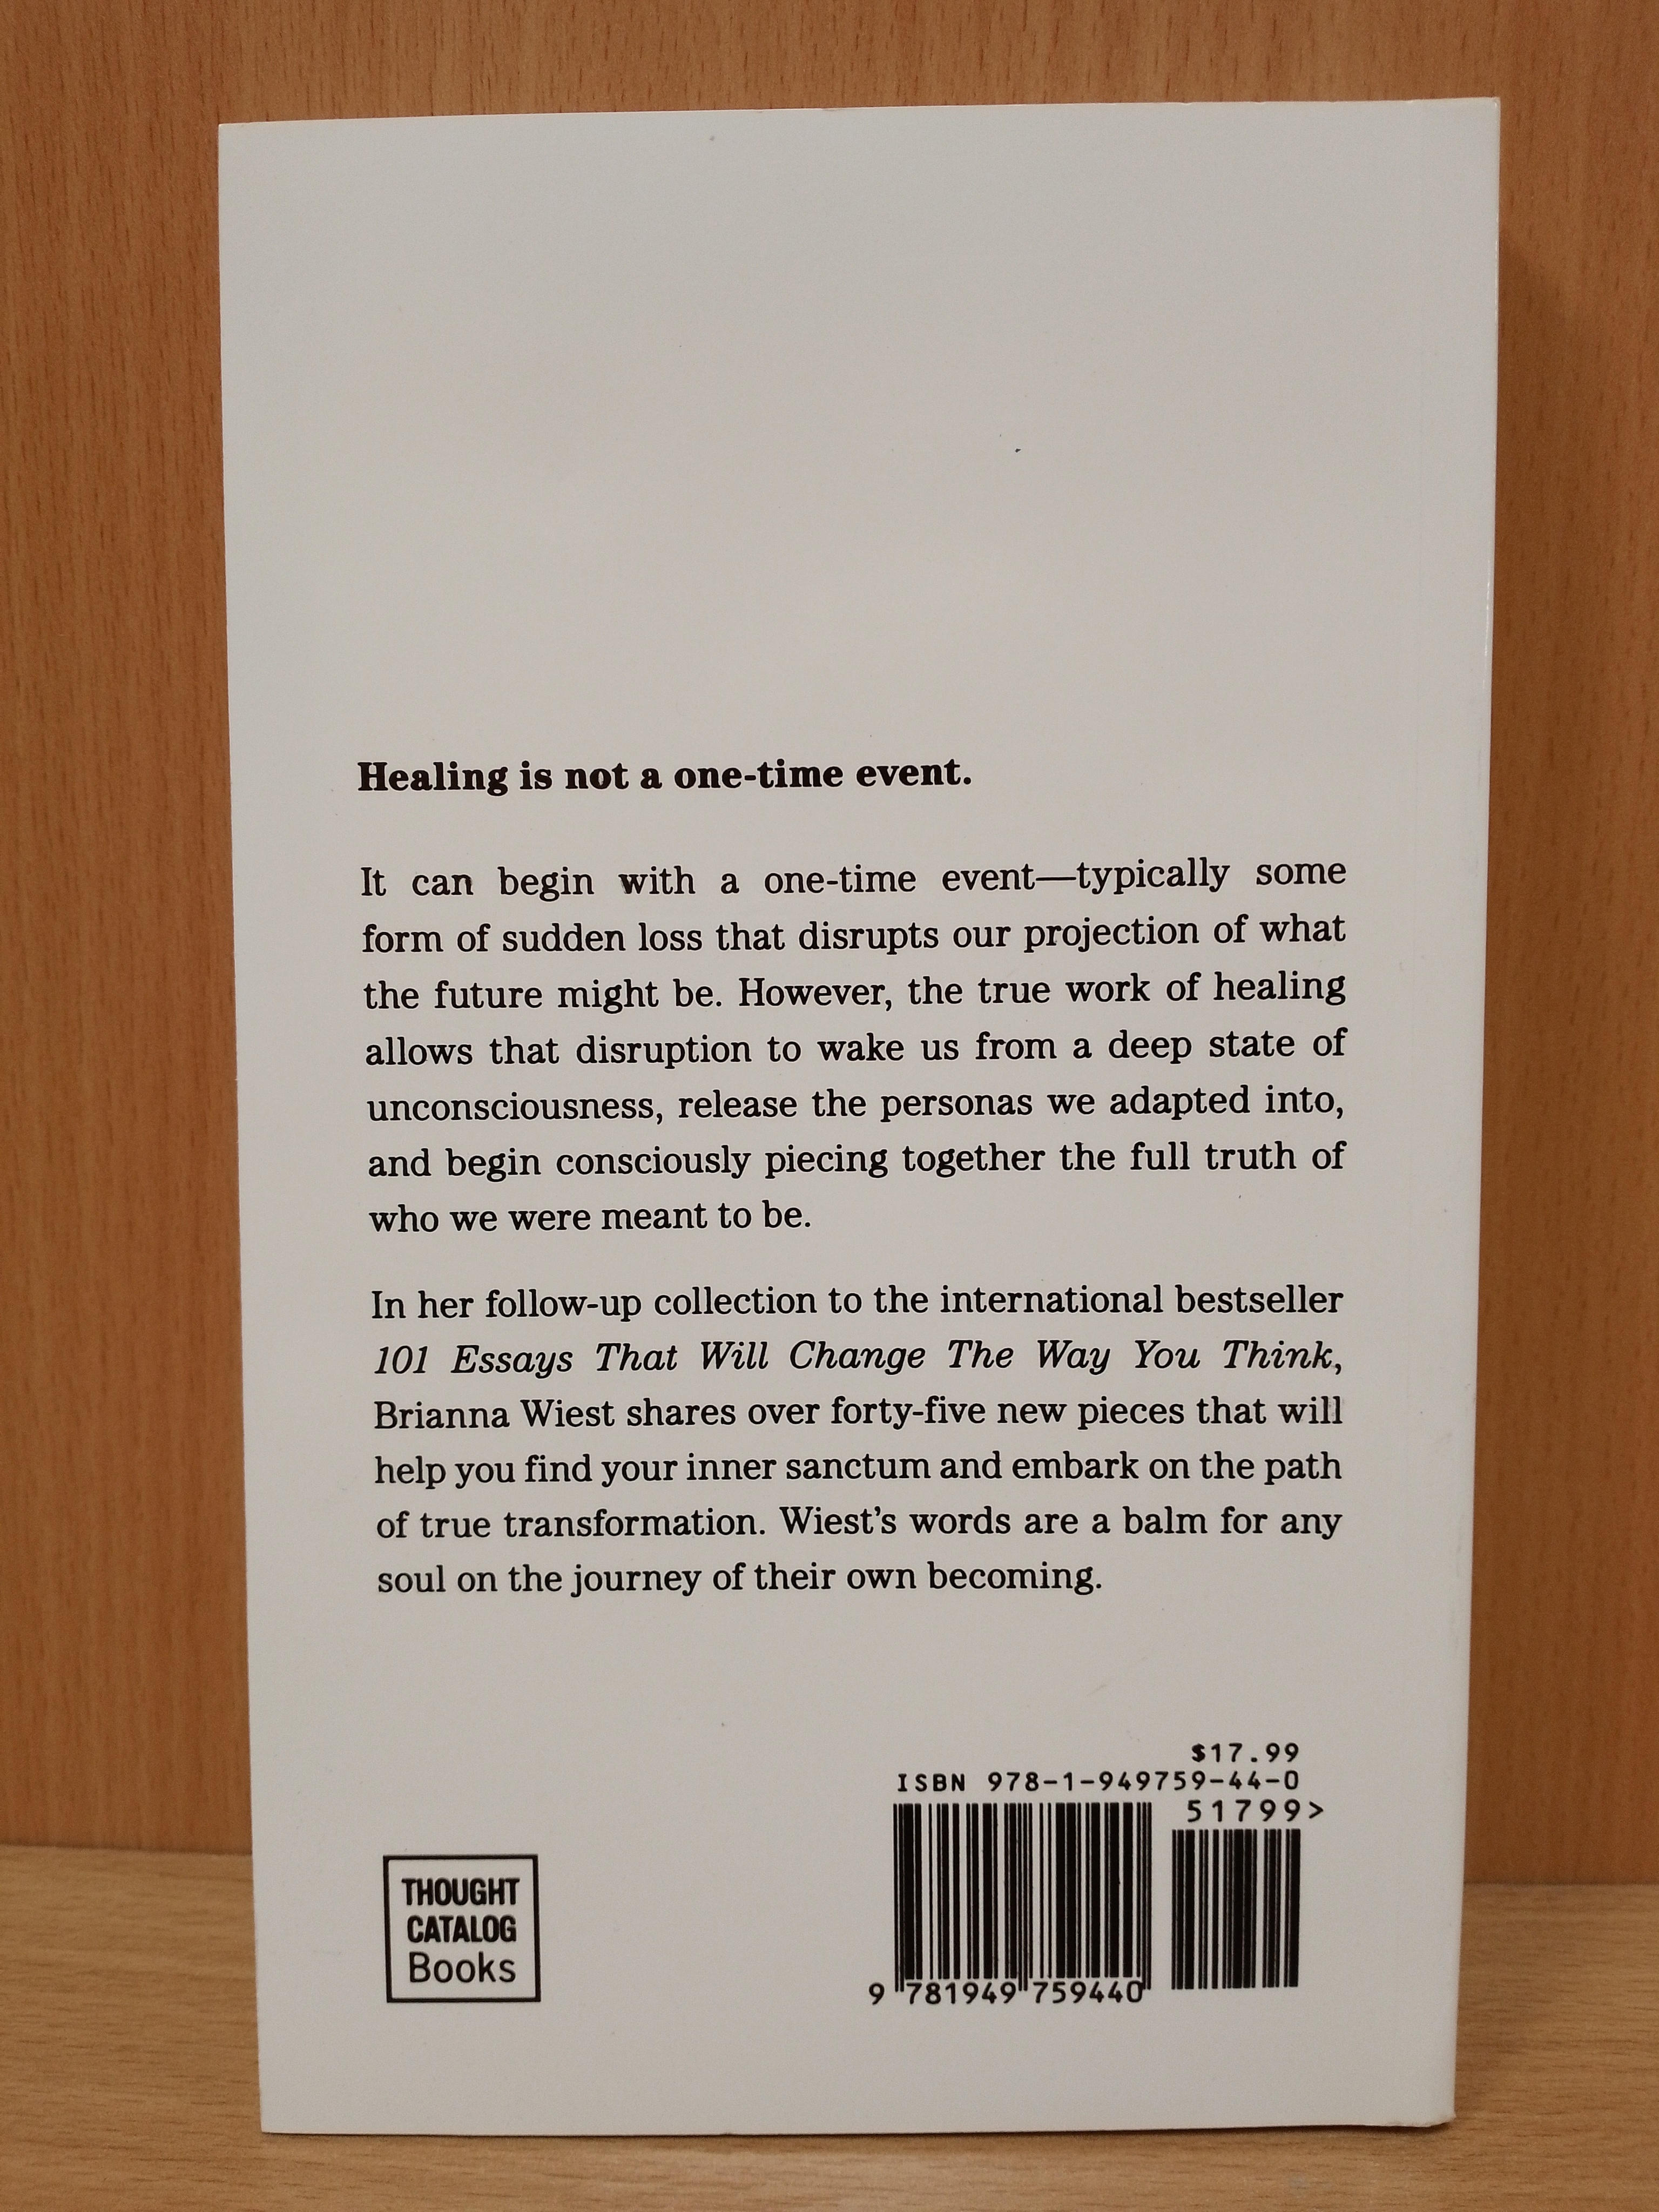 Healing is not a one-time event.
It can begin with a one-time event—typically some
form of sudden loss that disrupts our projection of what
the future might be. However, the true work of healing
allows that disruption to wake us from a deep state of
unconsciousness, release the personas we adapted into,
and begin consciously piecing together the full truth of
who we were meant to be.
In her follow-up collection to the international bestseller
101 Essays That Will Change The Way You Think,
Brianna Wiest shares over forty-five new pieces that will
help you find your inner sanctum and embark on the path
of true transformation. Wiest’s words are a balm for any
soul on the journey of their own becoming.
THOUGHT
CATALOG
Books
$17.99
ISBN 978-1-949759-44-0
51799>
9 781949 759440